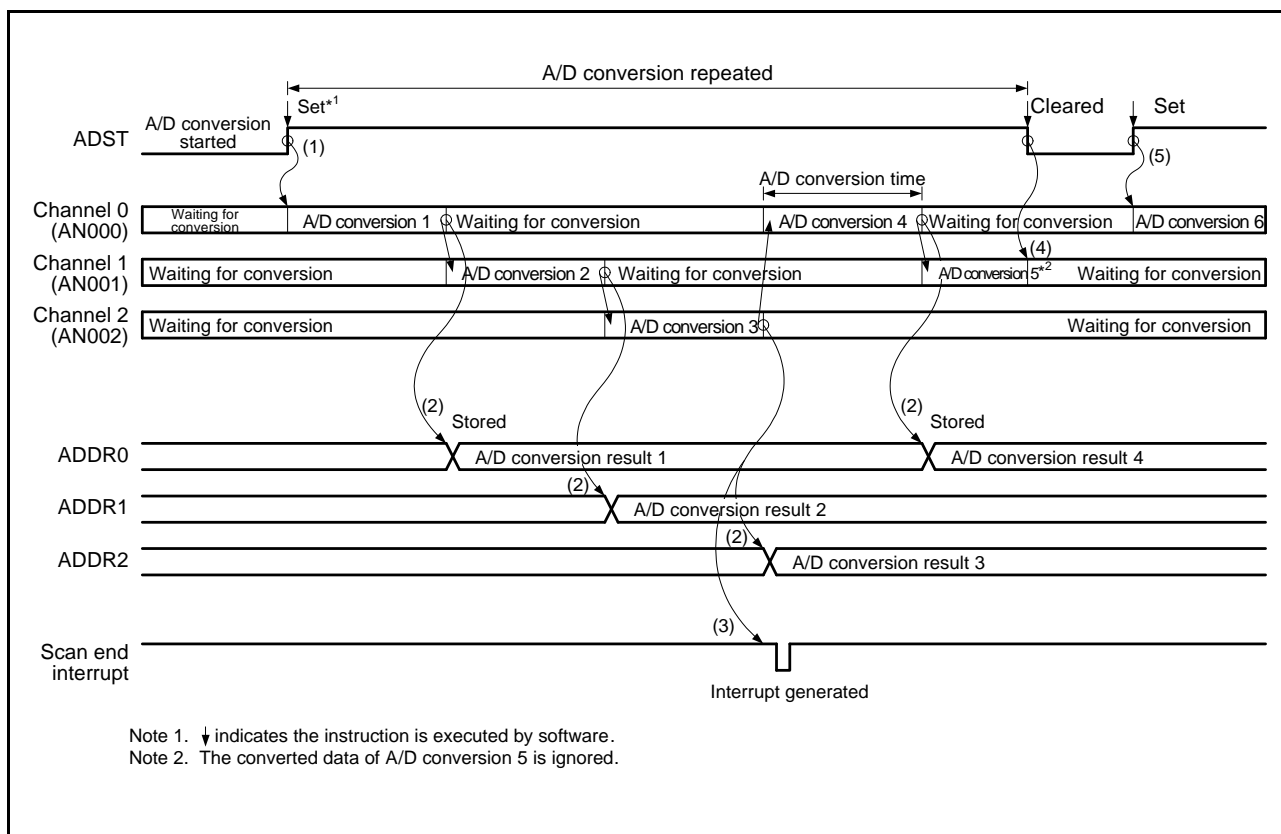 A/D conversion repeated
Set*1
Cleared
Set
ADST
A/D conversion
started
(1)
(5)
A/D conversion time
Channel 0
(AN000)
Waiting for
conversion
A/D conversion 1
Waiting for conversion
A/D conversion 4
Waiting for conversion
A/D conversion 6
(4)
Channel 1
(AN001)
Waiting for conversion
A/D conversion 2
Waiting for conversion
A/D conversion 5*2
Waiting for conversion
Channel 2
(AN002)
Waiting for conversion
A/D conversion 3
Waiting for conversion
(2)
Stored
(2)
Stored
ADDR0
A/D conversion result 1
A/D conversion result 4
(2)
ADDR1
A/D conversion result 2
(2)
ADDR2
A/D conversion result 3
(3)
Scan end
interrupt
Interrupt generated
Note 1. ↓ indicates the instruction is executed by software.
Note 2. The converted data of A/D conversion 5 is ignored.